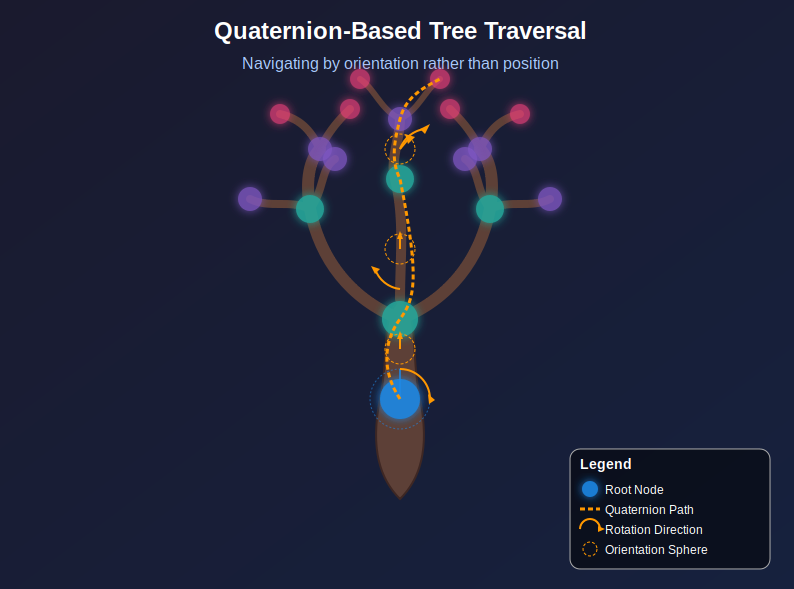 Quaternion-Based Tree Traversal
Navigating by orientation rather than position
Legend
Root Node
Quaternion Path
Rotation Direction
Orientation Sphere